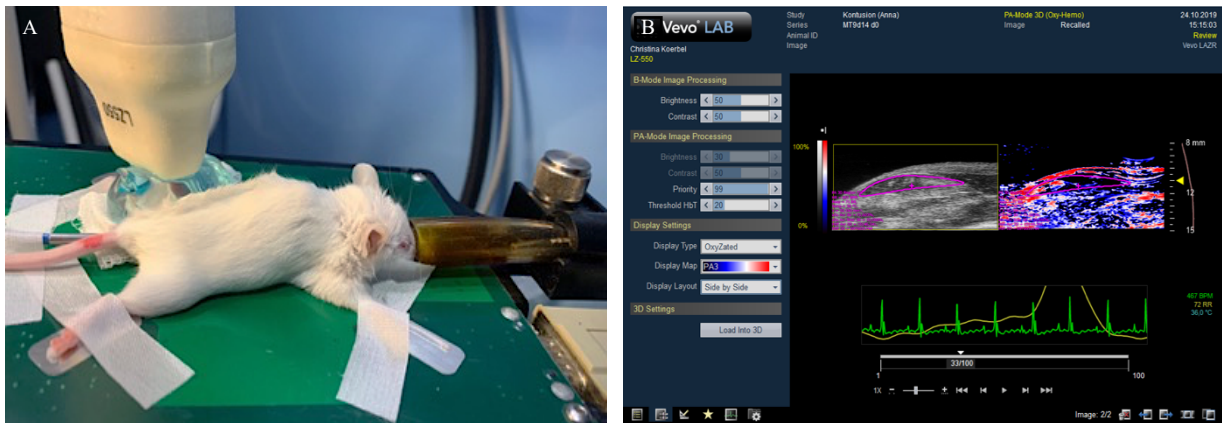 A
LZ550
B Vevo LAB
Christina Koerbel
LZ-550
Study Kontusion (Anna)
Series MT9d14 d0
Animal ID
Image
PA-Mode 3D (Oxy-Hemo)
Image Recalled
24.10.2019
15:15:03
Review
Vevo LAZR
B-Mode Image Processing
Brightness 50
Contrast 50
PA-Mode Image Processing
Brightness 30
Contrast 50
Priority 99
Threshold HbT 20
Display Settings
Display Type OxyZated
Display Map PA3
Display Layout Side by Side
3D Settings
Load Into 3D
100%
0%
8 mm
12
15
457 BPM
72 RR
36,0 °C
33/100
1
100
1X
Image: 2/2